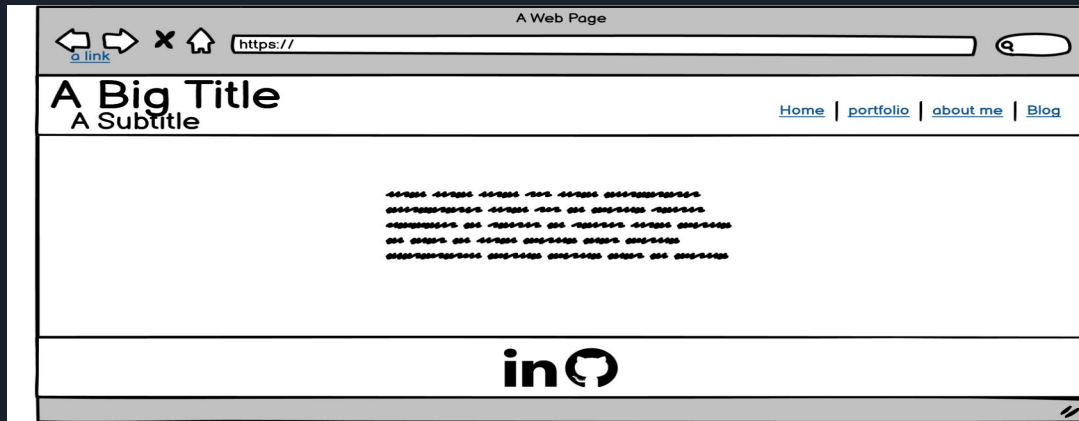 A Web Page
https://
a link
A Big Title
A Subtitle
Home | portfolio | about me | Blog
in